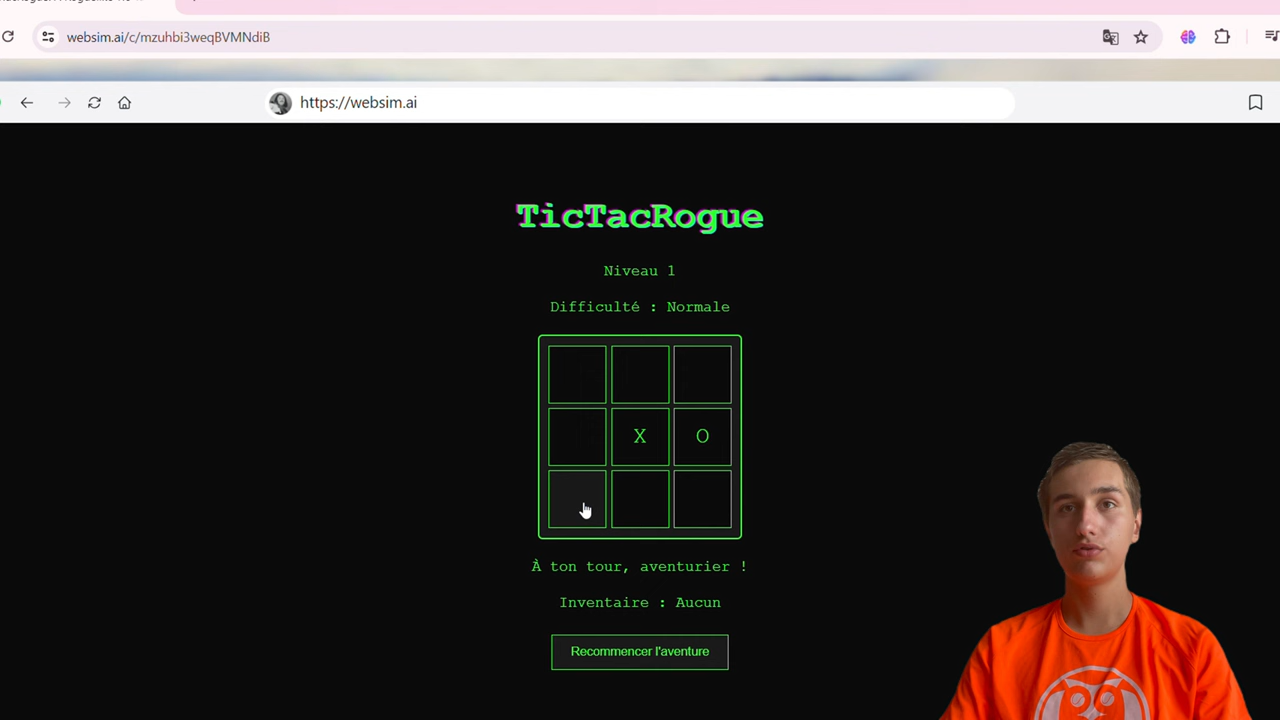 websim.ai/c/mzuhbi3weqBVMNdiB
https://websim.ai
TicTacRogue
Niveau 1
Difficulté : Normale
X O
À ton tour, aventurier !
Inventaire : Aucun
Recommencer l'aventure